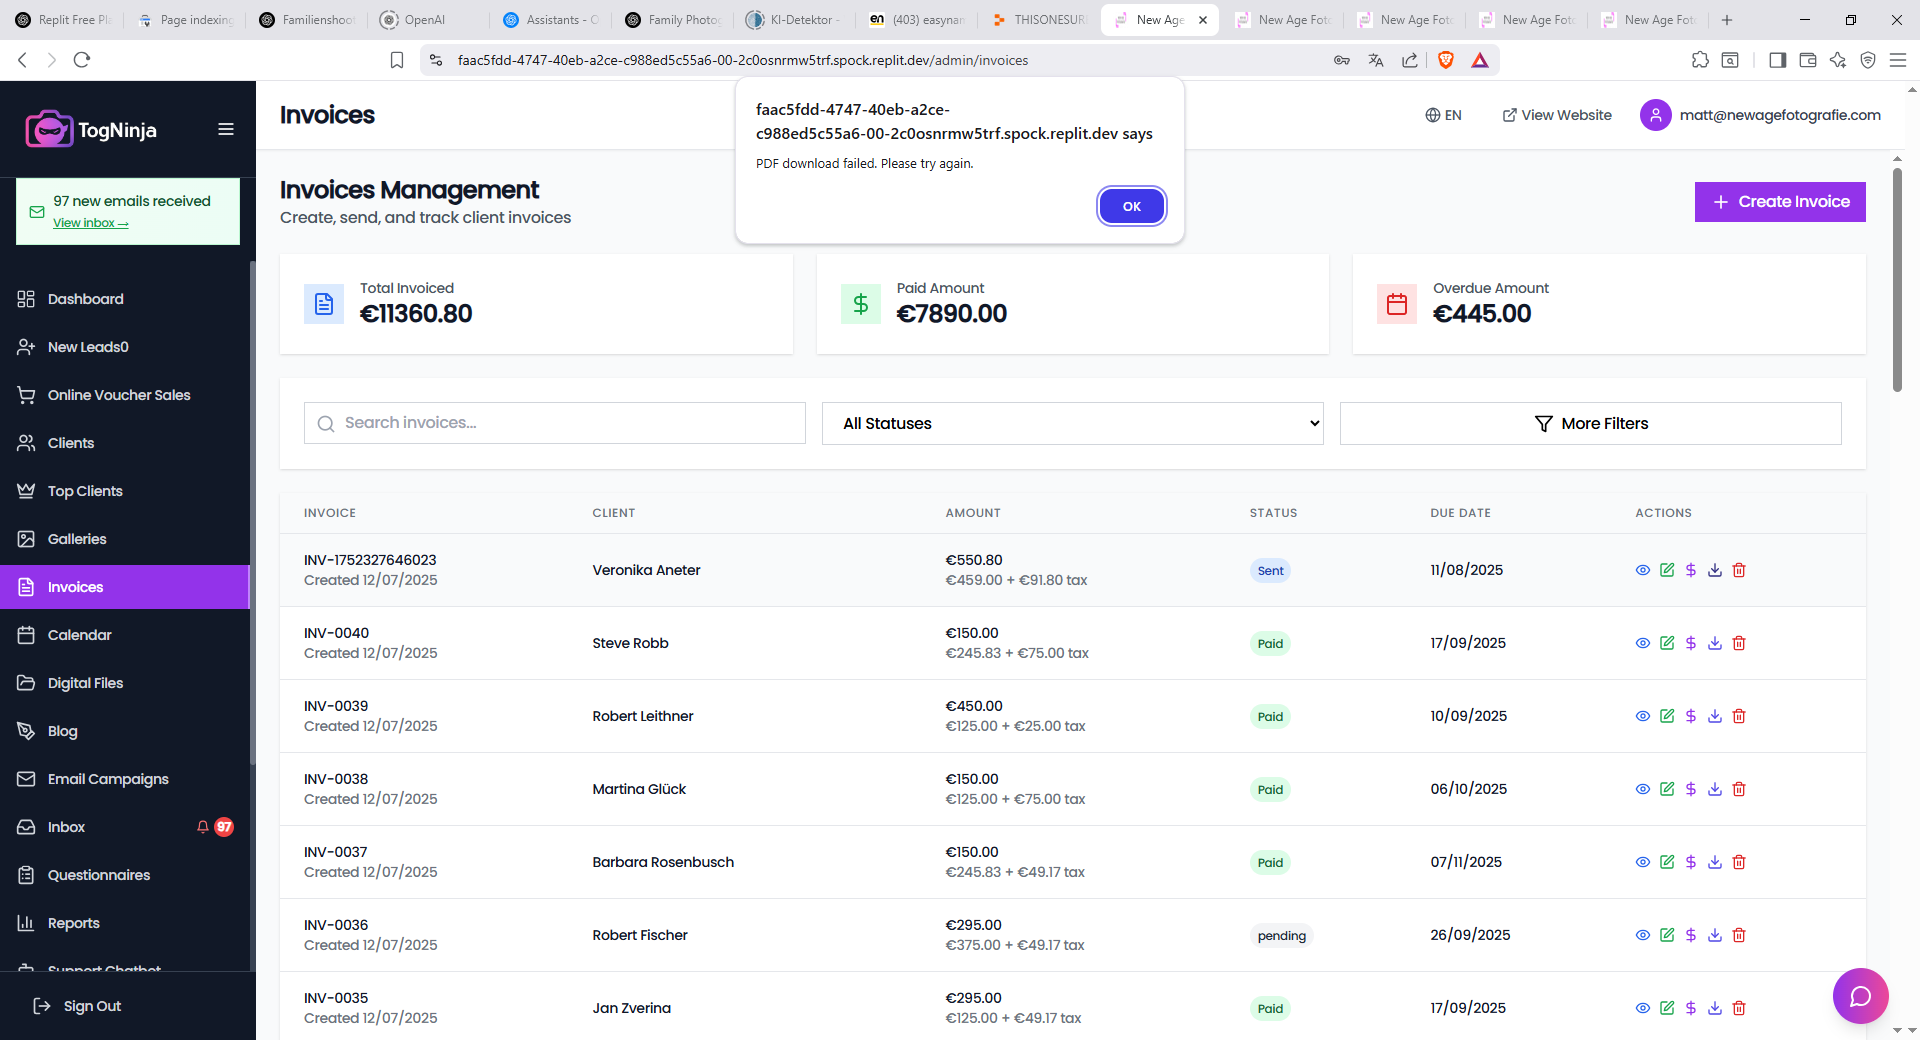 Replit Free Pl
Page indexing
Familienshoot
OpenAI
Assistants - O
Family Photog
KI-Detektor -
(403) easynam
THISONESUR
New Age
New Age Foto
New Age Foto
New Age Foto
New Age Foto
faac5fdd-4747-40eb-a2ce-c988ed5c55a6-00-2c0osnrmw5trf.spock.replit.dev/admin/invoices
TogNinja
97 new emails received
View inbox →
Dashboard
New Leads0
Online Voucher Sales
Clients
Top Clients
Galleries
Invoices
Calendar
Digital Files
Blog
Email Campaigns
Inbox 97
Questionnaires
Reports
Support Chatbot
Sign Out
Invoices
EN
View Website
matt@newagefotografie.com
faac5fdd-4747-40eb-a2ce-
c988ed5c55a6-00-2c0osnrmw5trf.spock.replit.dev says
PDF download failed. Please try again.
OK
Invoices Management
Create, send, and track client invoices
+ Create Invoice
Total Invoiced
€11360.80
Paid Amount
€7890.00
Overdue Amount
€445.00
Search invoices...
All Statuses
More Filters
INVOICE CLIENT AMOUNT STATUS DUE DATE ACTIONS
INV-1752327646023
Created 12/07/2025
Veronika Aneter
€550.80
€459.00 + €91.80 tax
Sent
11/08/2025
INV-0040
Created 12/07/2025
Steve Robb
€150.00
€245.83 + €75.00 tax
Paid
17/09/2025
INV-0039
Created 12/07/2025
Robert Leithner
€450.00
€125.00 + €25.00 tax
Paid
10/09/2025
INV-0038
Created 12/07/2025
Martina Glück
€150.00
€125.00 + €75.00 tax
Paid
06/10/2025
INV-0037
Created 12/07/2025
Barbara Rosenbusch
€150.00
€245.83 + €49.17 tax
Paid
07/11/2025
INV-0036
Created 12/07/2025
Robert Fischer
€295.00
€375.00 + €49.17 tax
pending
26/09/2025
INV-0035
Created 12/07/2025
Jan Zverina
€295.00
€125.00 + €49.17 tax
Paid
17/09/2025